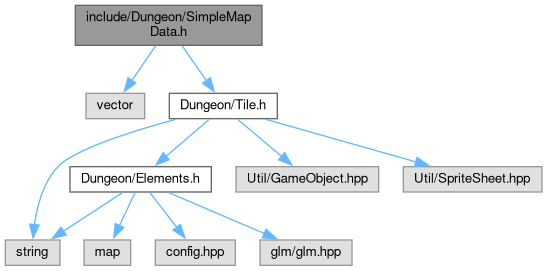 include/Dungeon/SimpleMap
Data.h
vector
Dungeon/Tile.h
Dungeon/Elements.h
Util/GameObject.hpp
Util/SpriteSheet.hpp
string
map
config.hpp
glm/glm.hpp